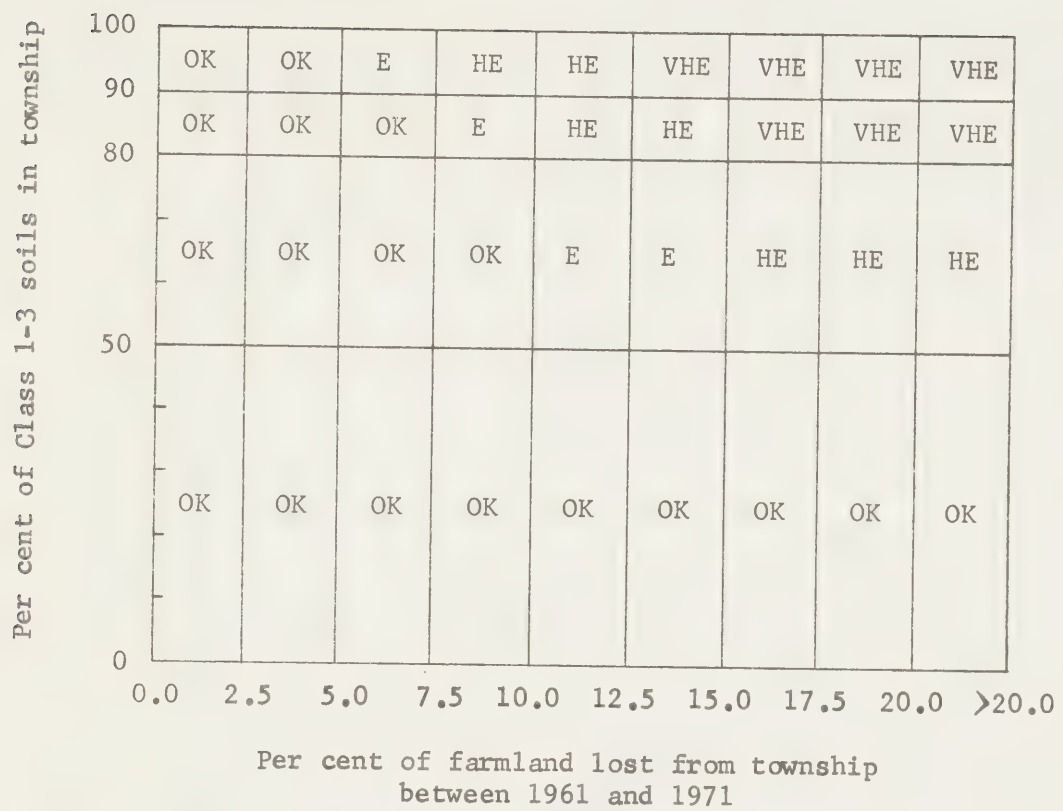 Per cent of Class 1-3 soils in township
100
OK OK E HE HE VHE VHE VHE VHE
90
OK OK OK E HE HE VHE VHE VHE
80
OK OK OK OK E E HE HE HE
50
OK OK OK OK OK OK OK OK OK
0
0.0 2.5 5.0 7.5 10.0 12.5 15.0 17.5 20.0 >20.0
Per cent of farmland lost from township
between 1961 and 1971